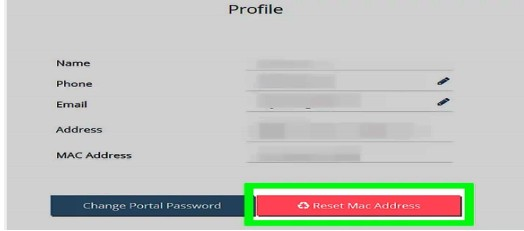 Profile
Name
Phone
Email
Address
MAC Address
Change Portal Password
Reset Mac Address